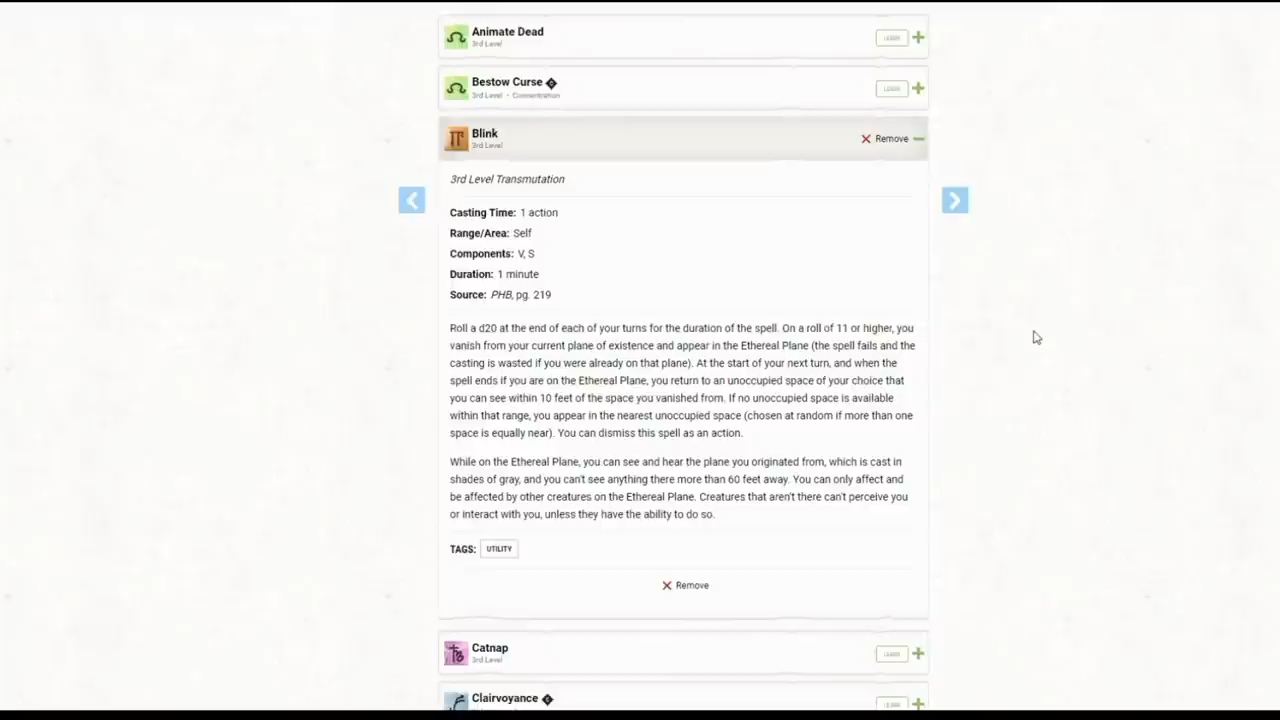 Animate Dead
3rd Level
LEARN
Bestow Curse
3rd Level • Concentration
LEARN
Blink
3rd Level
Remove
3rd Level Transmutation
Casting Time: 1 action
Range/Area: Self
Components: V, S
Duration: 1 minute
Source: PHB, pg. 219
Roll a d20 at the end of each of your turns for the duration of the spell. On a roll of 11 or higher, you
vanish from your current plane of existence and appear in the Ethereal Plane (the spell fails and the
casting is wasted if you were already on that plane). At the start of your next turn, and when the
spell ends if you are on the Ethereal Plane, you return to an unoccupied space of your choice that
you can see within 10 feet of the space you vanished from. If no unoccupied space is available
within that range, you appear in the nearest unoccupied space (chosen at random if more than one
space is equally near). You can dismiss this spell as an action.
While on the Ethereal Plane, you can see and hear the plane you originated from, which is cast in
shades of gray, and you can't see anything there more than 60 feet away. You can only affect and
be affected by other creatures on the Ethereal Plane. Creatures that aren't there can't perceive you
or interact with you, unless they have the ability to do so.
TAGS: UTILITY
Remove
Catnap
3rd Level
LEARN
Clairvoyance
LEARN